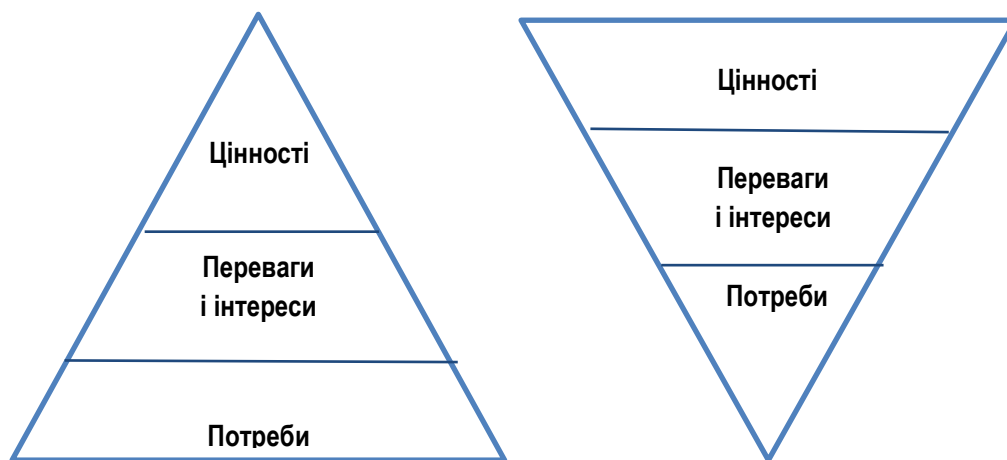 Цінності
Переваги
і інтереси
Потреби
Цінності
Переваги
і інтереси
Потреби